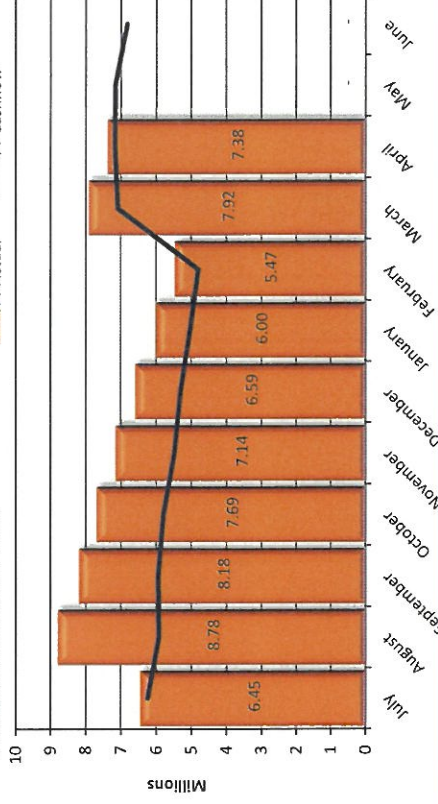 10
9
8
7
6
5
4
3
2
1
0
Millions
6.45
8.78
8.18
7.69
7.14
6.59
6.00
5.47
7.92
7.38
-
-
July
August
September
October
November
December
January
February
March
April
May
June